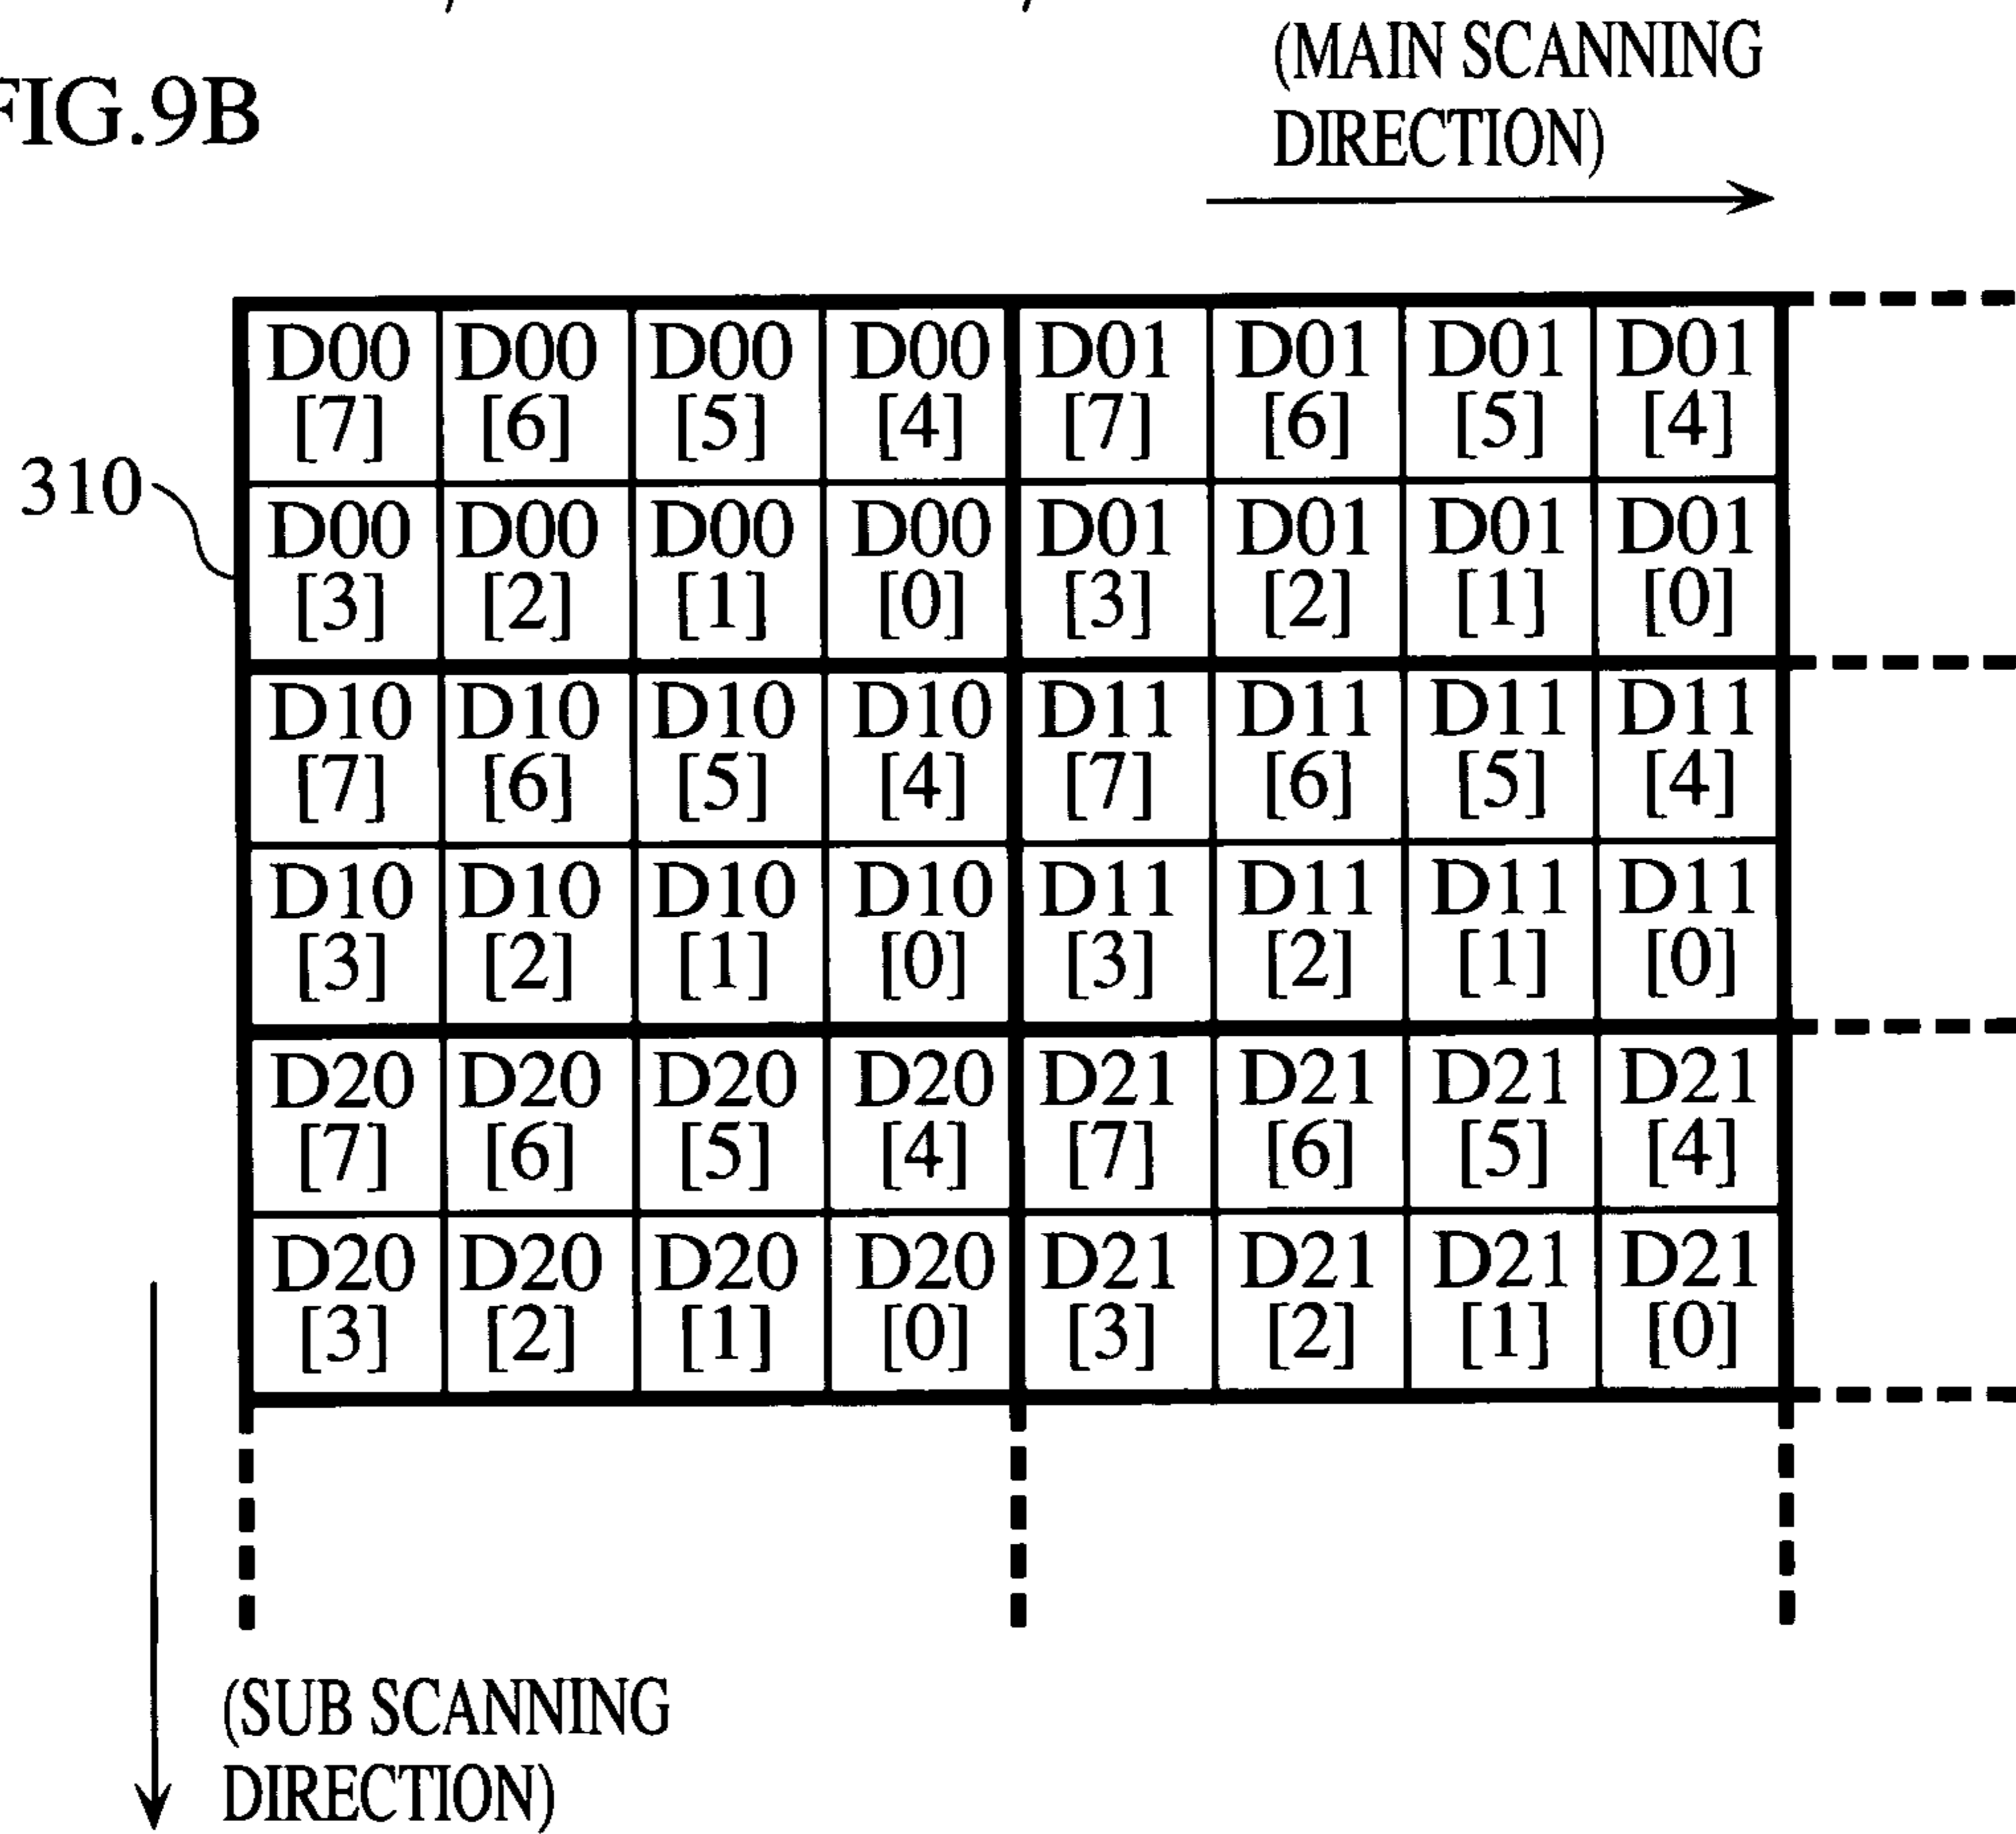 (MAIN SCANNING
DIRECTION)
FIG.9B
D00 D00 D00 D00 D01 D01 D01 D01
[7] [6] [5] [4] [7] [6] [5] [4]
310
D00 D00 D00 D00 D01 D01 D01 D01
[3] [2] [1] [0] [3] [2] [1] [0]
D10 D10 D10 D10 D11 D11 D11 D11
[7] [6] [5] [4] [7] [6] [5] [4]
D10 D10 D10 D10 D11 D11 D11 D11
[3] [2] [1] [0] [3] [2] [1] [0]
D20 D20 D20 D20 D21 D21 D21 D21
[7] [6] [5] [4] [7] [6] [5] [4]
D20 D20 D20 D20 D21 D21 D21 D21
[3] [2] [1] [0] [3] [2] [1] [0]
(SUB SCANNING
DIRECTION)